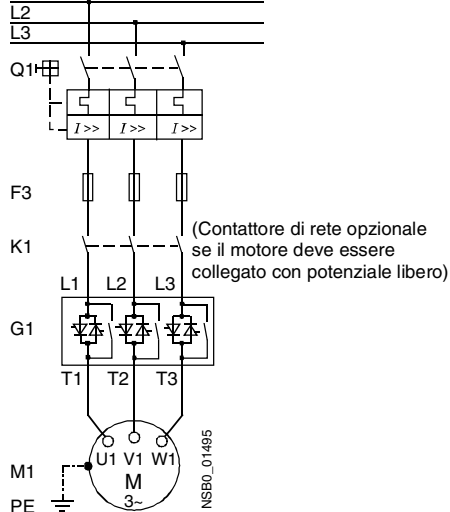 L2
L3
Q1
I>> I>> I>>
F3
K1
(Contattore di rete opzionale
se il motore deve essere
collegato con potenziale libero)
L1 L2 L3
G1
T1 T2 T3
U1 V1 W1
M
3~
M1
PE
NSB0_01495